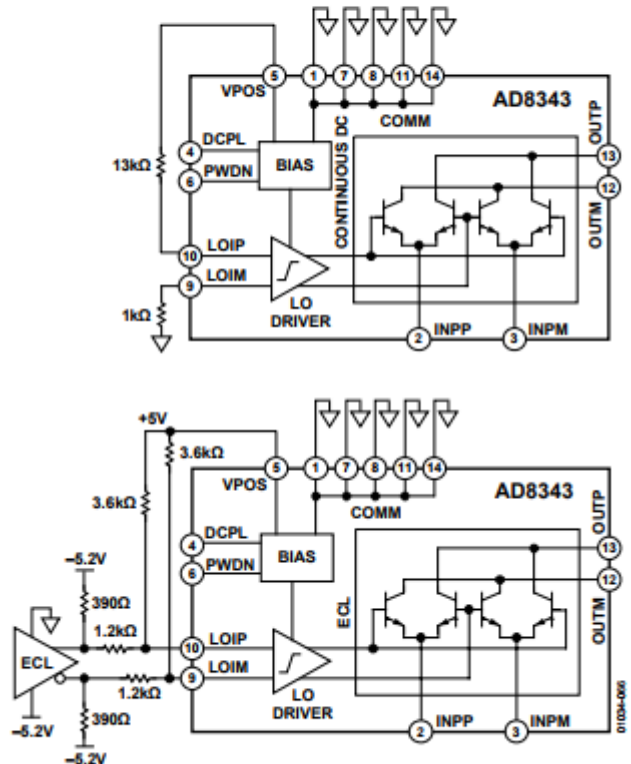 5
1
7
8
11
14
VPOS
AD8343
COMM
OUTP
13
4
DCPL
BIAS
CONTINUOUS DC
13kΩ
6
PWDN
12
OUTM
10
LOIP
9
LOIM
LO
DRIVER
1kΩ
2
INPP
3
INPM
+5V
3.6kΩ
5
1
7
8
11
14
VPOS
AD8343
3.6kΩ
COMM
OUTP
13
4
DCPL
BIAS
–5.2V
6
PWDN
12
ECL
OUTM
390Ω
1.2kΩ
10
LOIP
ECL
9
LOIM
1.2kΩ
LO
DRIVER
–5.2V
390Ω
2
INPP
3
INPM
–5.2V
01034-066